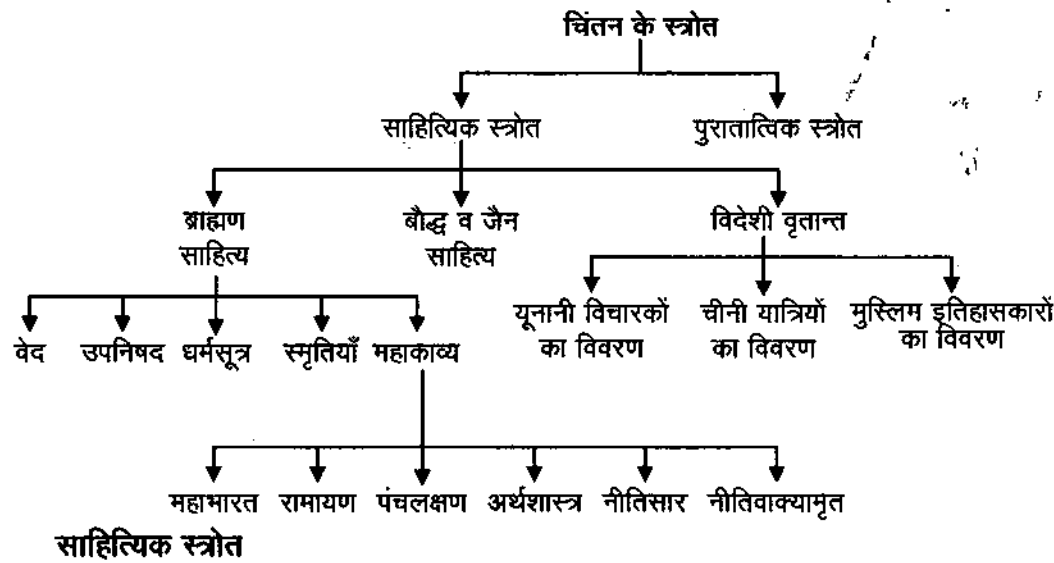 चिंतन के स्त्रोत
साहित्यिक स्त्रोत पुरातात्विक स्त्रोत
ब्राह्मण साहित्य
बौद्ध व जैन साहित्य
विदेशी वृतान्त
यूनानी विचारकों का विवरण
चीनी यात्रियों का विवरण
मुस्लिम इतिहासकारों का विवरण
वेद उपनिषद धर्मसूत्र स्मृतियाँ महाकाव्य
महाभारत रामायण पंचलक्षण अर्थशास्त्र नीतिसार नीतिवाक्यामृत
साहित्यिक स्त्रोत